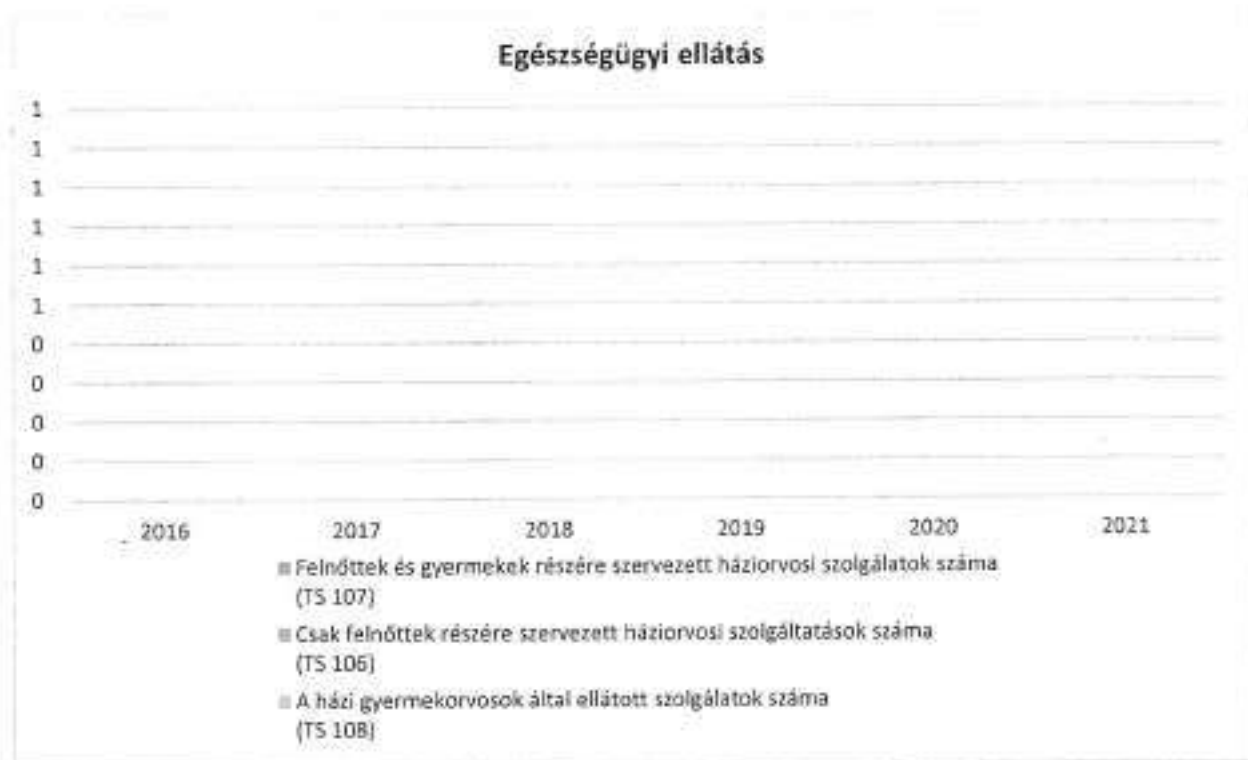 Egészségügyi ellátás
1
1
1
1
1
1
0
0
0
0
0
2016 2017 2018 2019 2020 2021
Felnőttek és gyermekek részére szervezett háziorvosi szolgálatok száma
(TS 107)
Csak felnőttek részére szervezett háziorvosi szolgáltatások száma
(TS 106)
A házi gyermekorvosok által ellátott szolgálatok száma
(TS 108)